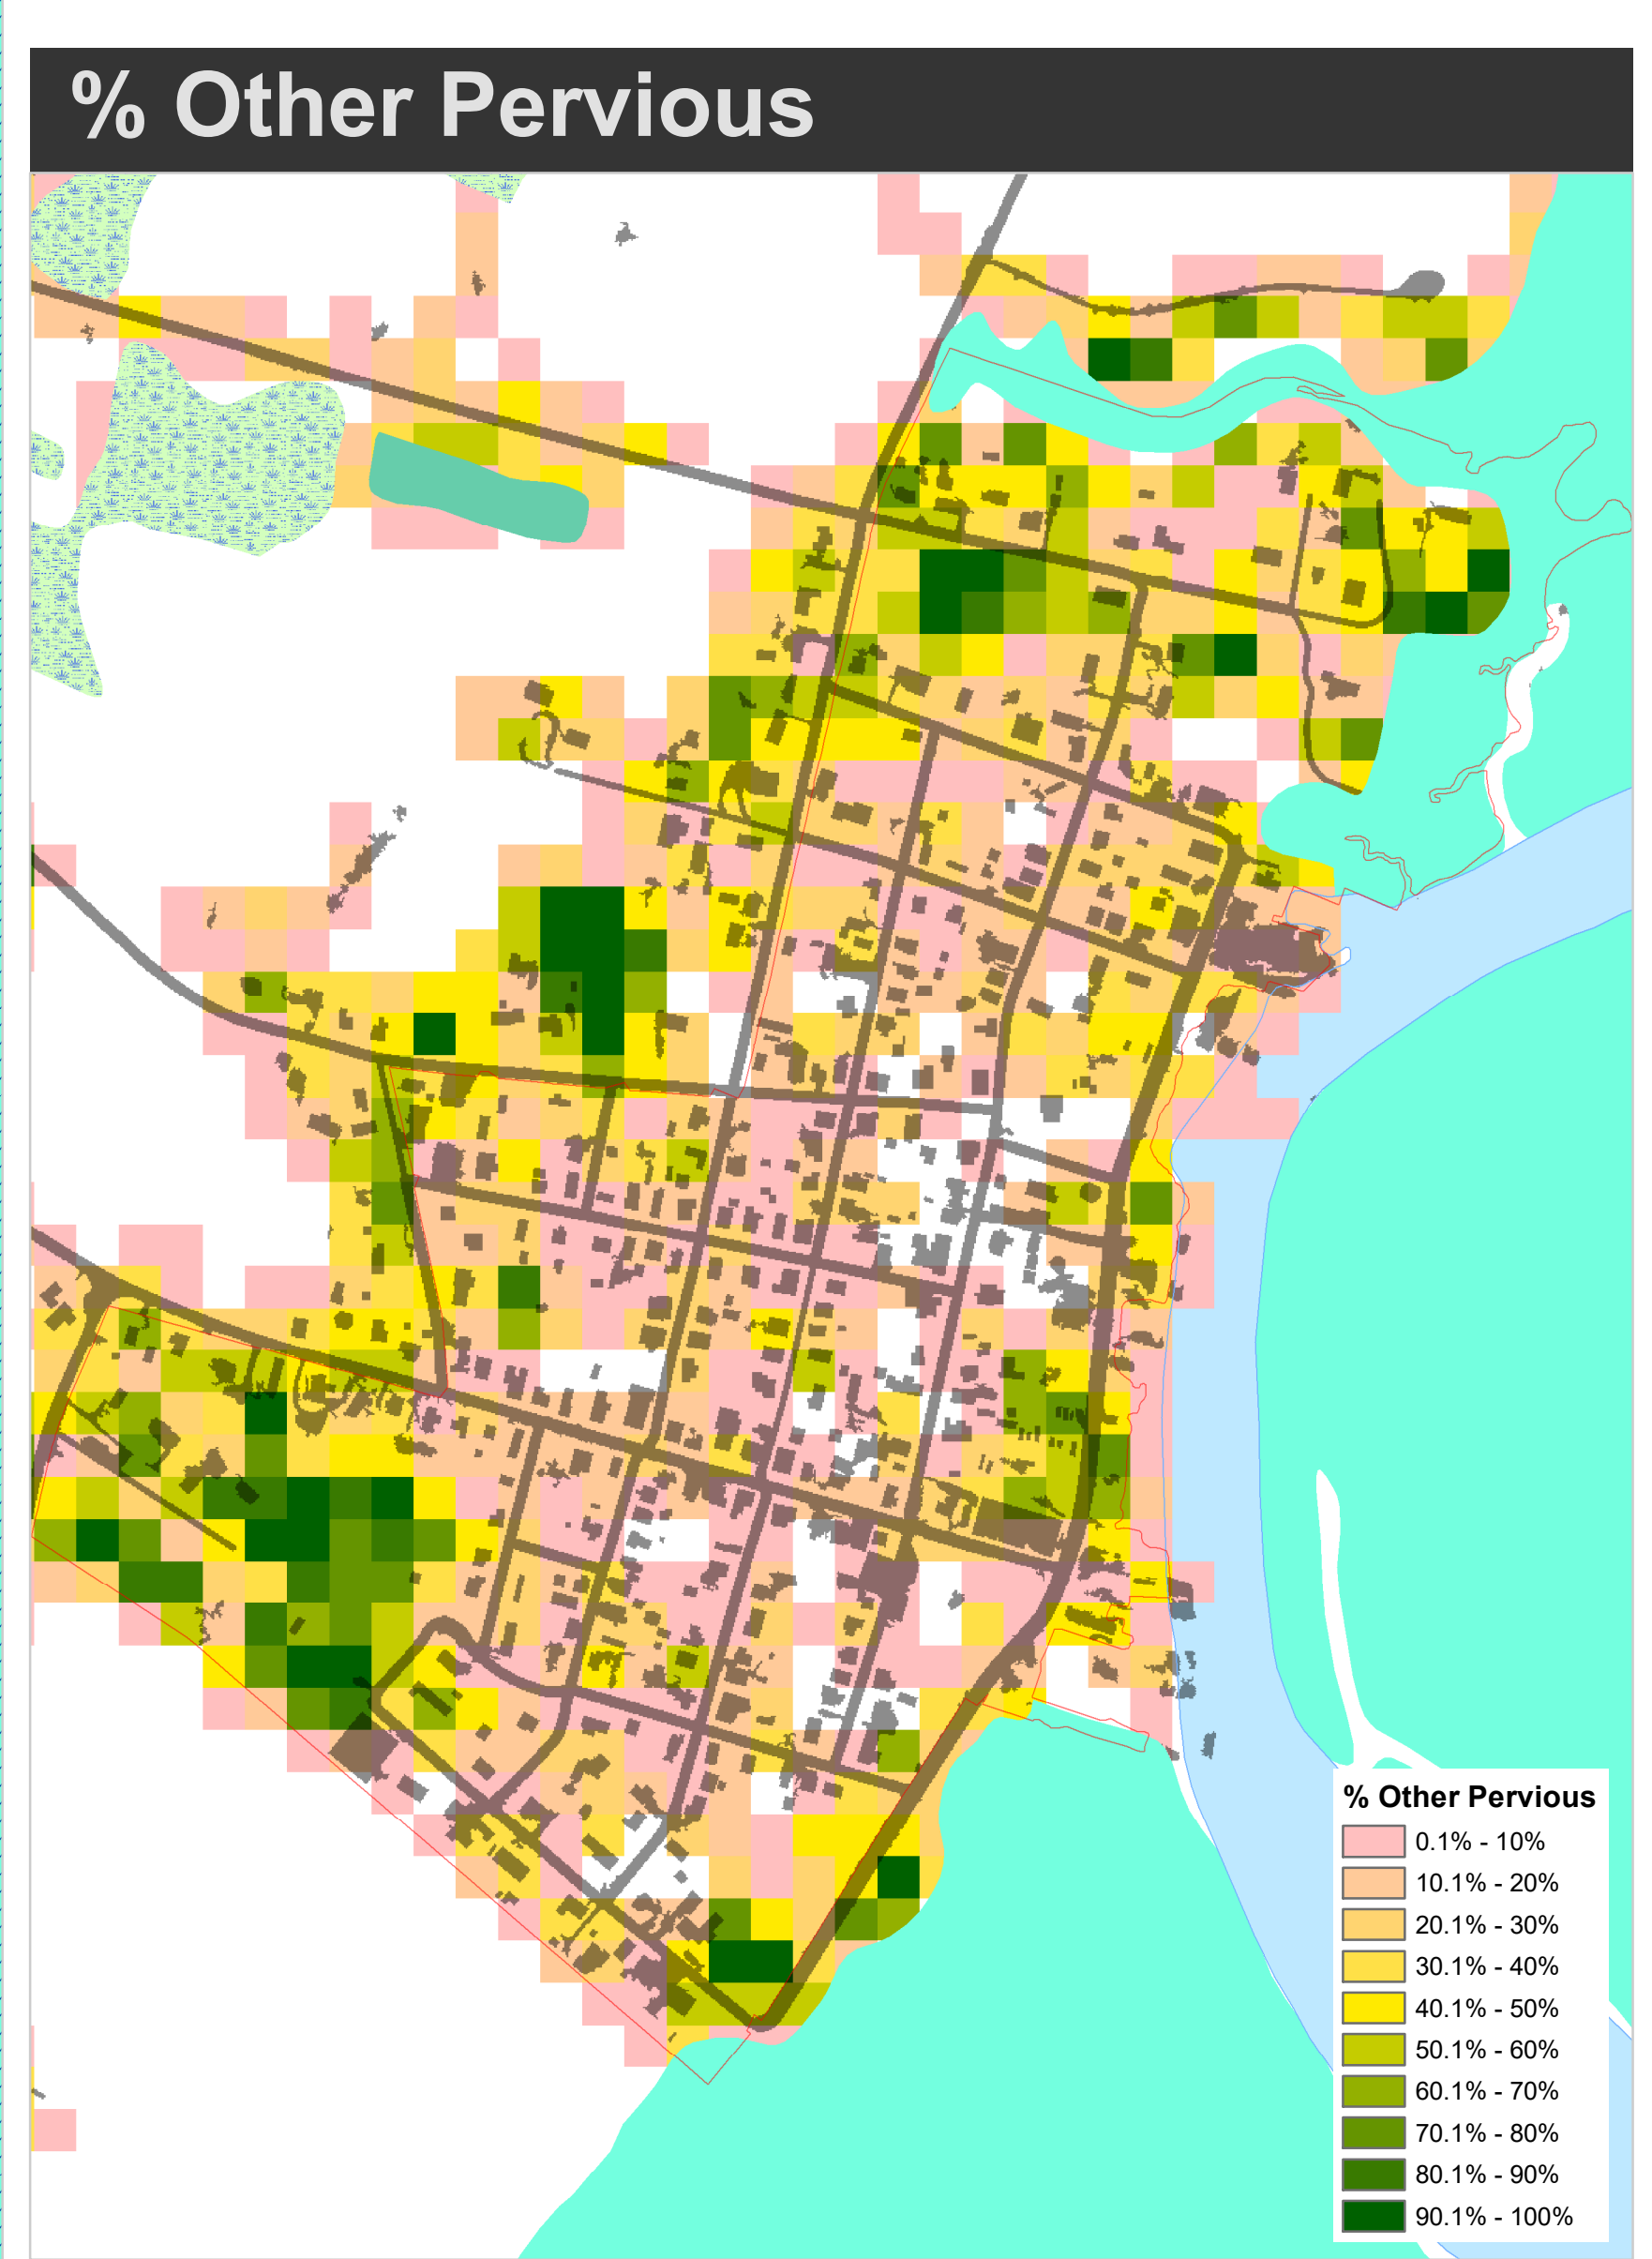 % Other Pervious
% Other Pervious
0.1% - 10%
10.1% - 20%
20.1% - 30%
30.1% - 40%
40.1% - 50%
50.1% - 60%
60.1% - 70%
70.1% - 80%
80.1% - 90%
90.1% - 100%